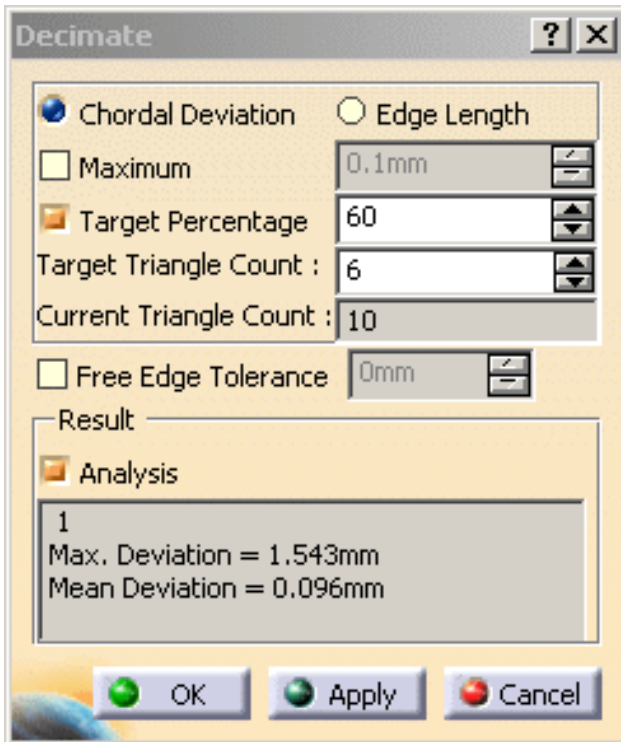 Decimate
Chordal Deviation Edge Length
Maximum 0.1mm
Target Percentage 60
Target Triangle Count : 6
Current Triangle Count : 10
Free Edge Tolerance 0mm
Result
Analysis
1
Max. Deviation = 1.543mm
Mean Deviation = 0.096mm
OK Apply Cancel